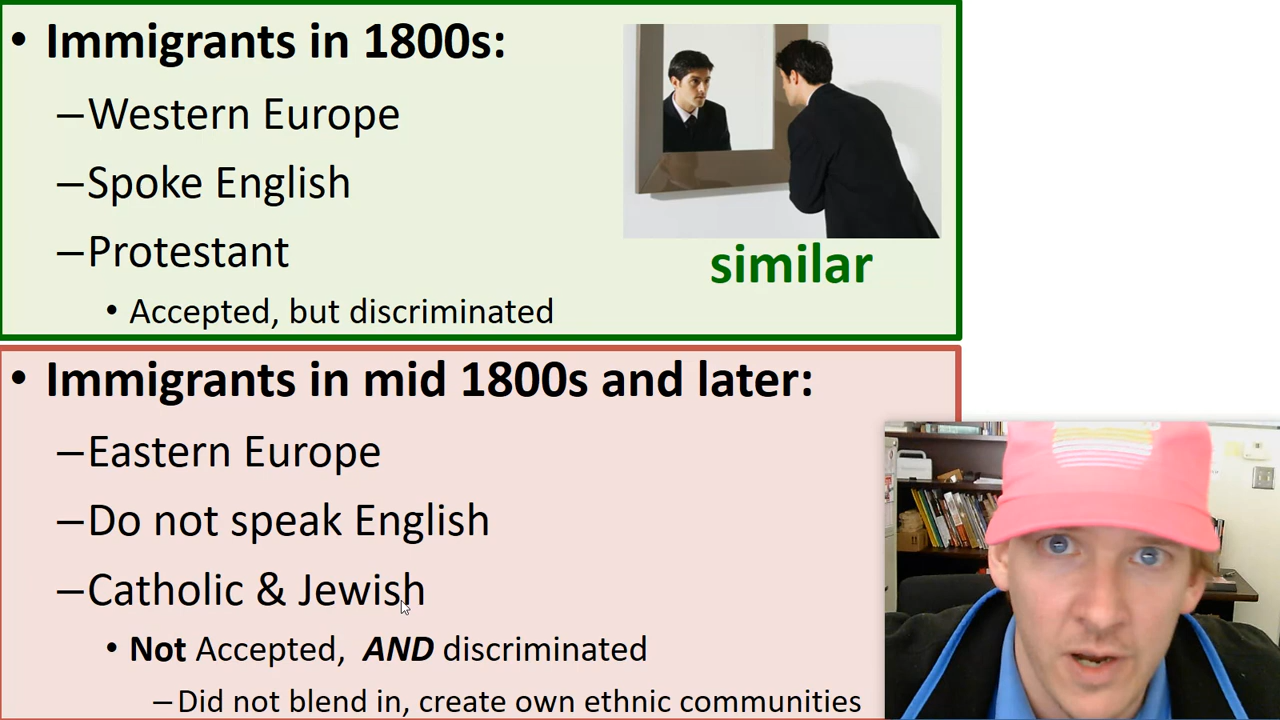 • Immigrants in 1800s:
–Western Europe
–Spoke English
–Protestant
• Accepted, but discriminated
similar
• Immigrants in mid 1800s and later:
–Eastern Europe
–Do not speak English
–Catholic & Jewish
• Not Accepted, AND discriminated
–Did not blend in, create own ethnic communities